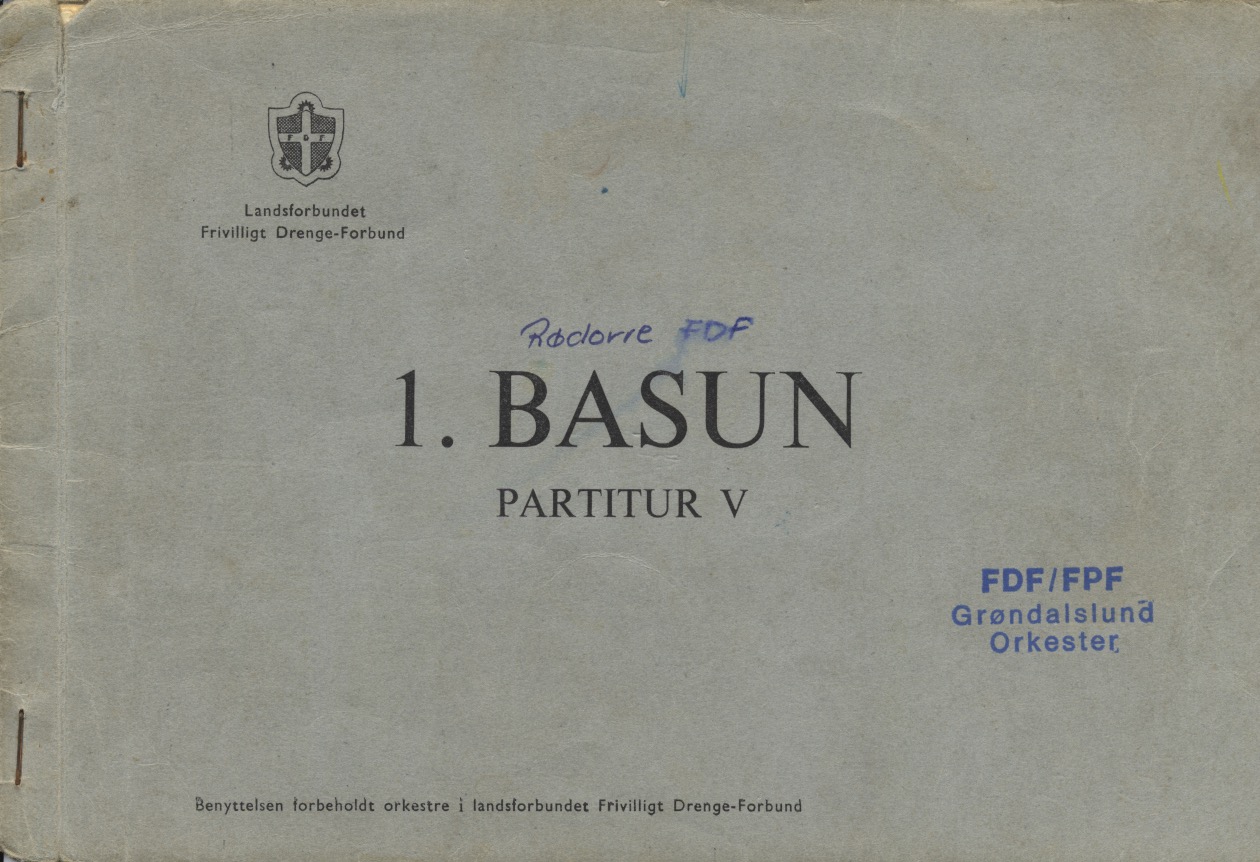 F D F
Landsforbundet
Frivilligt Drenge-Forbund
Rødovre FDF
1. BASUN
PARTITUR V
FDF/FPF
Grøndalslund
Orkester
Benyttelsen forbeholdt orkestre i landsforbundet Frivilligt Drenge-Forbund